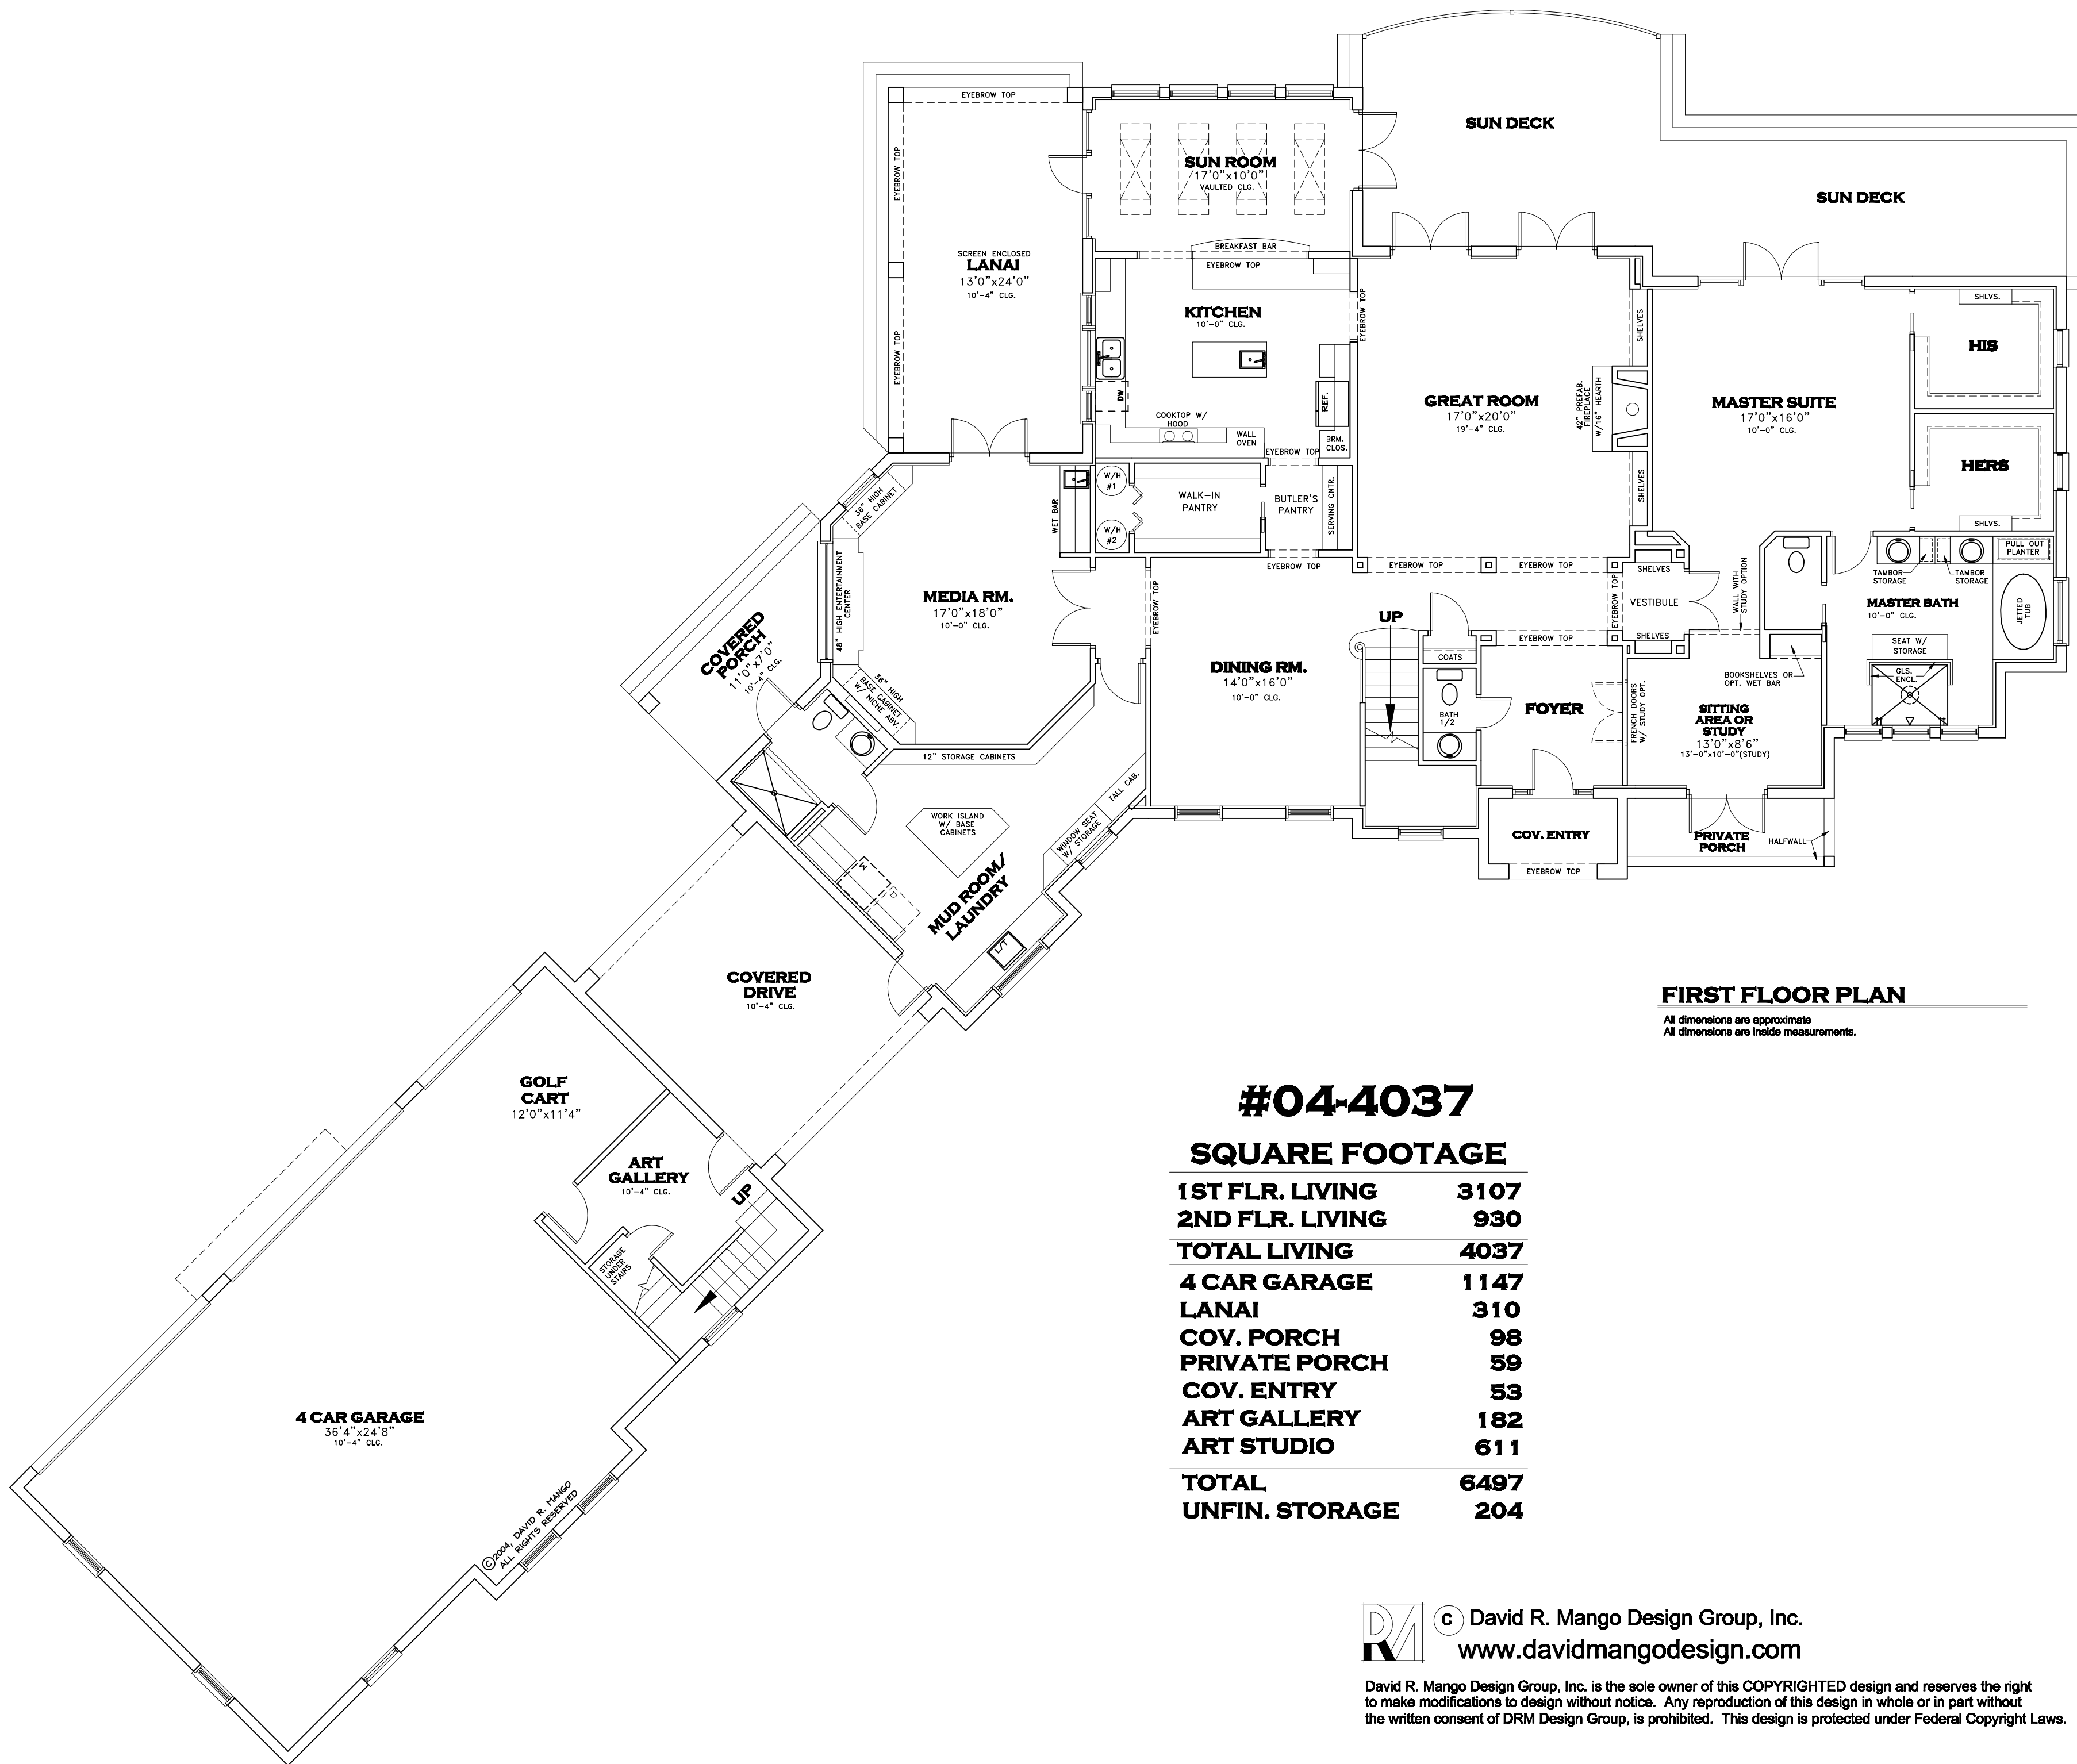 EYEBROW TOP
SUN DECK
SUN ROOM
17'0"x10'0"
VAULTED CLG.
EYEBROW TOP
SUN DECK
BREAKFAST BAR
EYEBROW TOP
SCREEN ENCLOSED
LANAI
13'0"x24'0"
10'-4" CLG.
EYEBROW TOP
KITCHEN
10'-0" CLG.
EYEBROW TOP
DW
COOKTOP W/
HOOD
WALL
OVEN
REF.
BRM.
CLOS.
EYEBROW TOP
GREAT ROOM
17'0"x20'0"
19'-4" CLG.
SHELVES
42" PREFAB.
FIREPLACE
W/16" HEARTH
SHELVES
MASTER SUITE
17'0"x16'0"
10'-0" CLG.
SHLVS.
HIS
HERS
SHLVS.
W/H
#1
W/H
#2
WALK-IN
PANTRY
BUTLER'S
PANTRY
SERVING CNTR.
WET BAR
36" HIGH
BASE CABINET
48" HIGH ENTERTAINMENT
CENTER
MEDIA RM.
17'0"x18'0"
10'-0" CLG.
36" HIGH
BASE CABINET
W/ NICHE ABV.
COVERED
PORCH
11'0"x7'0"
10'-4" CLG.
EYEBROW TOP
EYEBROW TOP
EYEBROW TOP
EYEBROW TOP
EYEBROW TOP
EYEBROW TOP
SHELVES
VESTIBULE
SHELVES
WALL WITH
STUDY OPTION
TAMBOR
STORAGE
TAMBOR
STORAGE
PULL OUT
PLANTER
MASTER BATH
10'-0" CLG.
JETTED
TUB
SEAT W/
STORAGE
GLS.
ENCL.
BOOKSHELVES OR
OPT. WET BAR
UP
COATS
DINING RM.
14'0"x16'0"
10'-0" CLG.
BATH
1/2
FOYER
FRENCH DOORS
W/ STUDY OPT.
SITTING
AREA OR
STUDY
13'0"x8'6"
13'-0"x10'-0"(STUDY)
12" STORAGE CABINETS
TALL CAB.
WINDOW SEAT
W/ STORAGE
WORK ISLAND
W/ BASE
CABINETS
W
D
MUD ROOM/
LAUNDRY
L/T
COV. ENTRY
EYEBROW TOP
PRIVATE
PORCH
HALFWALL
COVERED
DRIVE
10'-4" CLG.
FIRST FLOOR PLAN
All dimensions are approximate
All dimensions are inside measurements.
GOLF
CART
12'0"x11'4"
ART
GALLERY
10'-4" CLG.
UP
STORAGE
UNDER
STAIRS
4 CAR GARAGE
36'4"x24'8"
10'-4" CLG.
©2004, DAVID R. MANGO
ALL RIGHTS RESERVED
#04-4037
SQUARE FOOTAGE
1ST FLR. LIVING 3107
2ND FLR. LIVING 930
TOTAL LIVING 4037
4 CAR GARAGE 1147
LANAI 310
COV. PORCH 98
PRIVATE PORCH 59
COV. ENTRY 53
ART GALLERY 182
ART STUDIO 611
TOTAL 6497
UNFIN. STORAGE 204
© David R. Mango Design Group, Inc.
www.davidmangodesign.com
David R. Mango Design Group, Inc. is the sole owner of this COPYRIGHTED design and reserves the right
to make modifications to design without notice. Any reproduction of this design in whole or in part without
the written consent of DRM Design Group, is prohibited. This design is protected under Federal Copyright Laws.